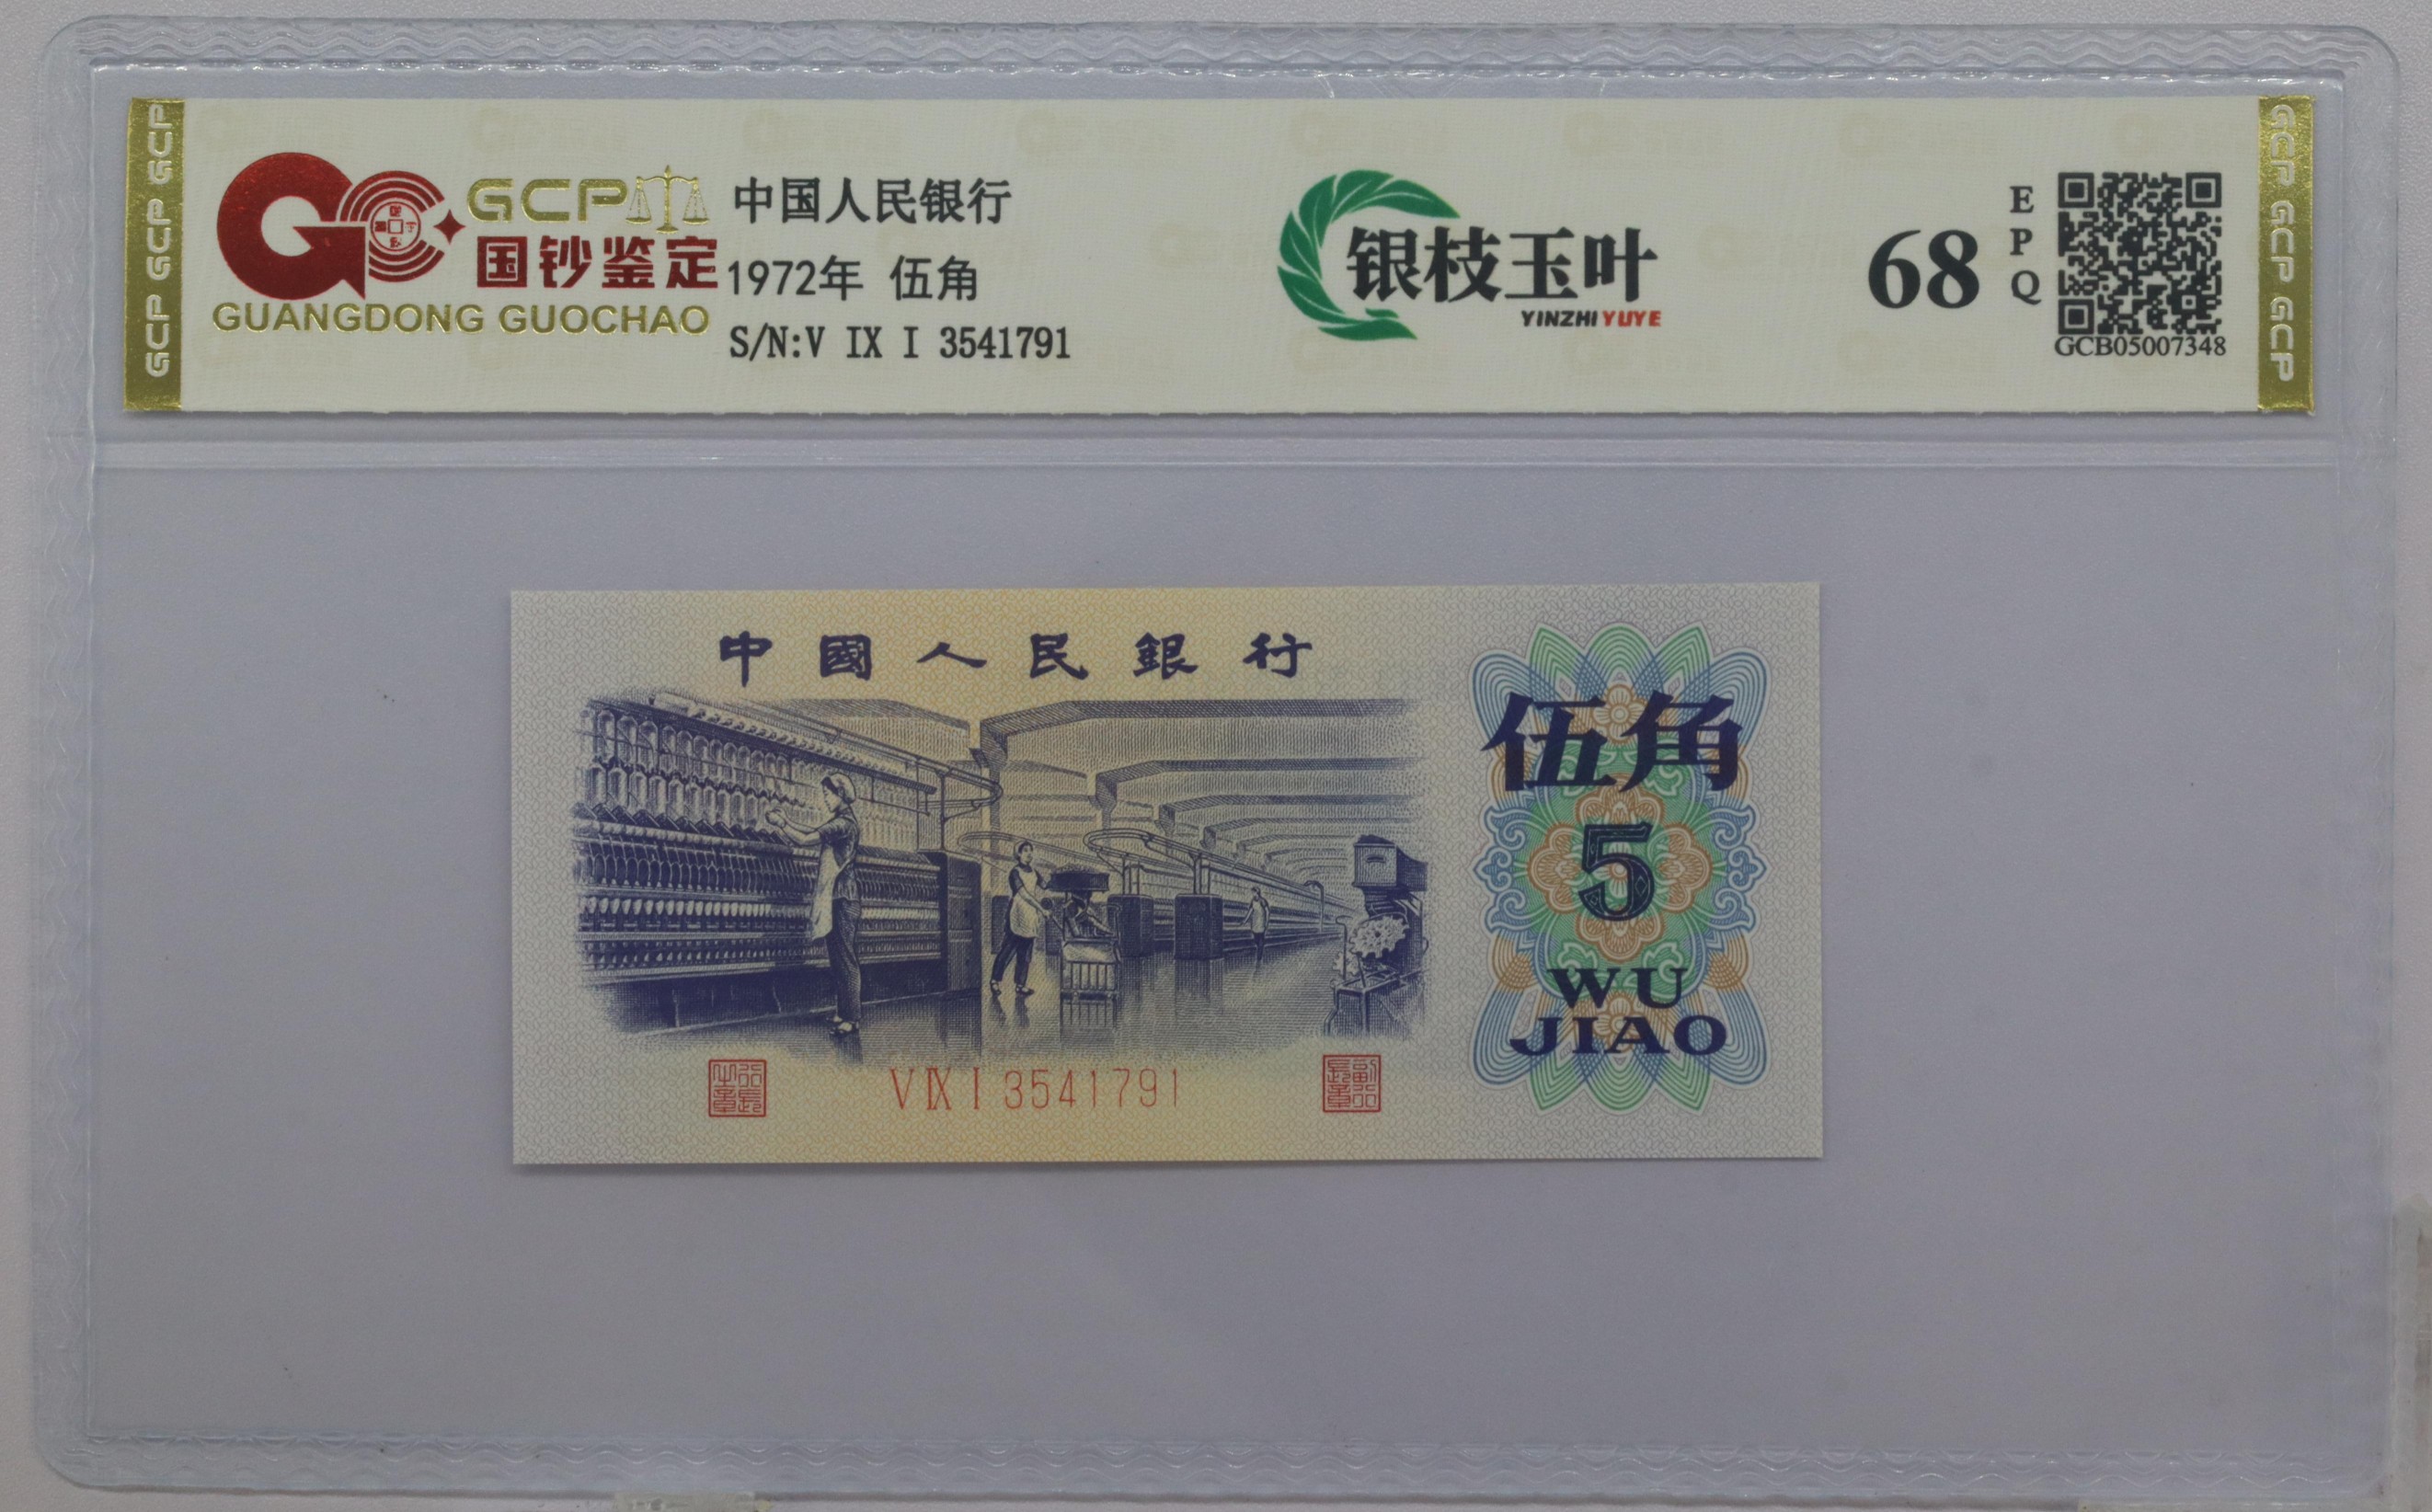 GCP GCP GCP
GCP
国钞鉴定
GUANGDONG GUOCHAO
中国人民银行
1972年 伍角
S/N:V IX I 3541791
银枝玉叶
YINZHI YUYE
68
EPQ
GCB05007348
GCP GCP GCP
中國人民銀行
伍角
5
WU
JIAO
V IX I 3541791